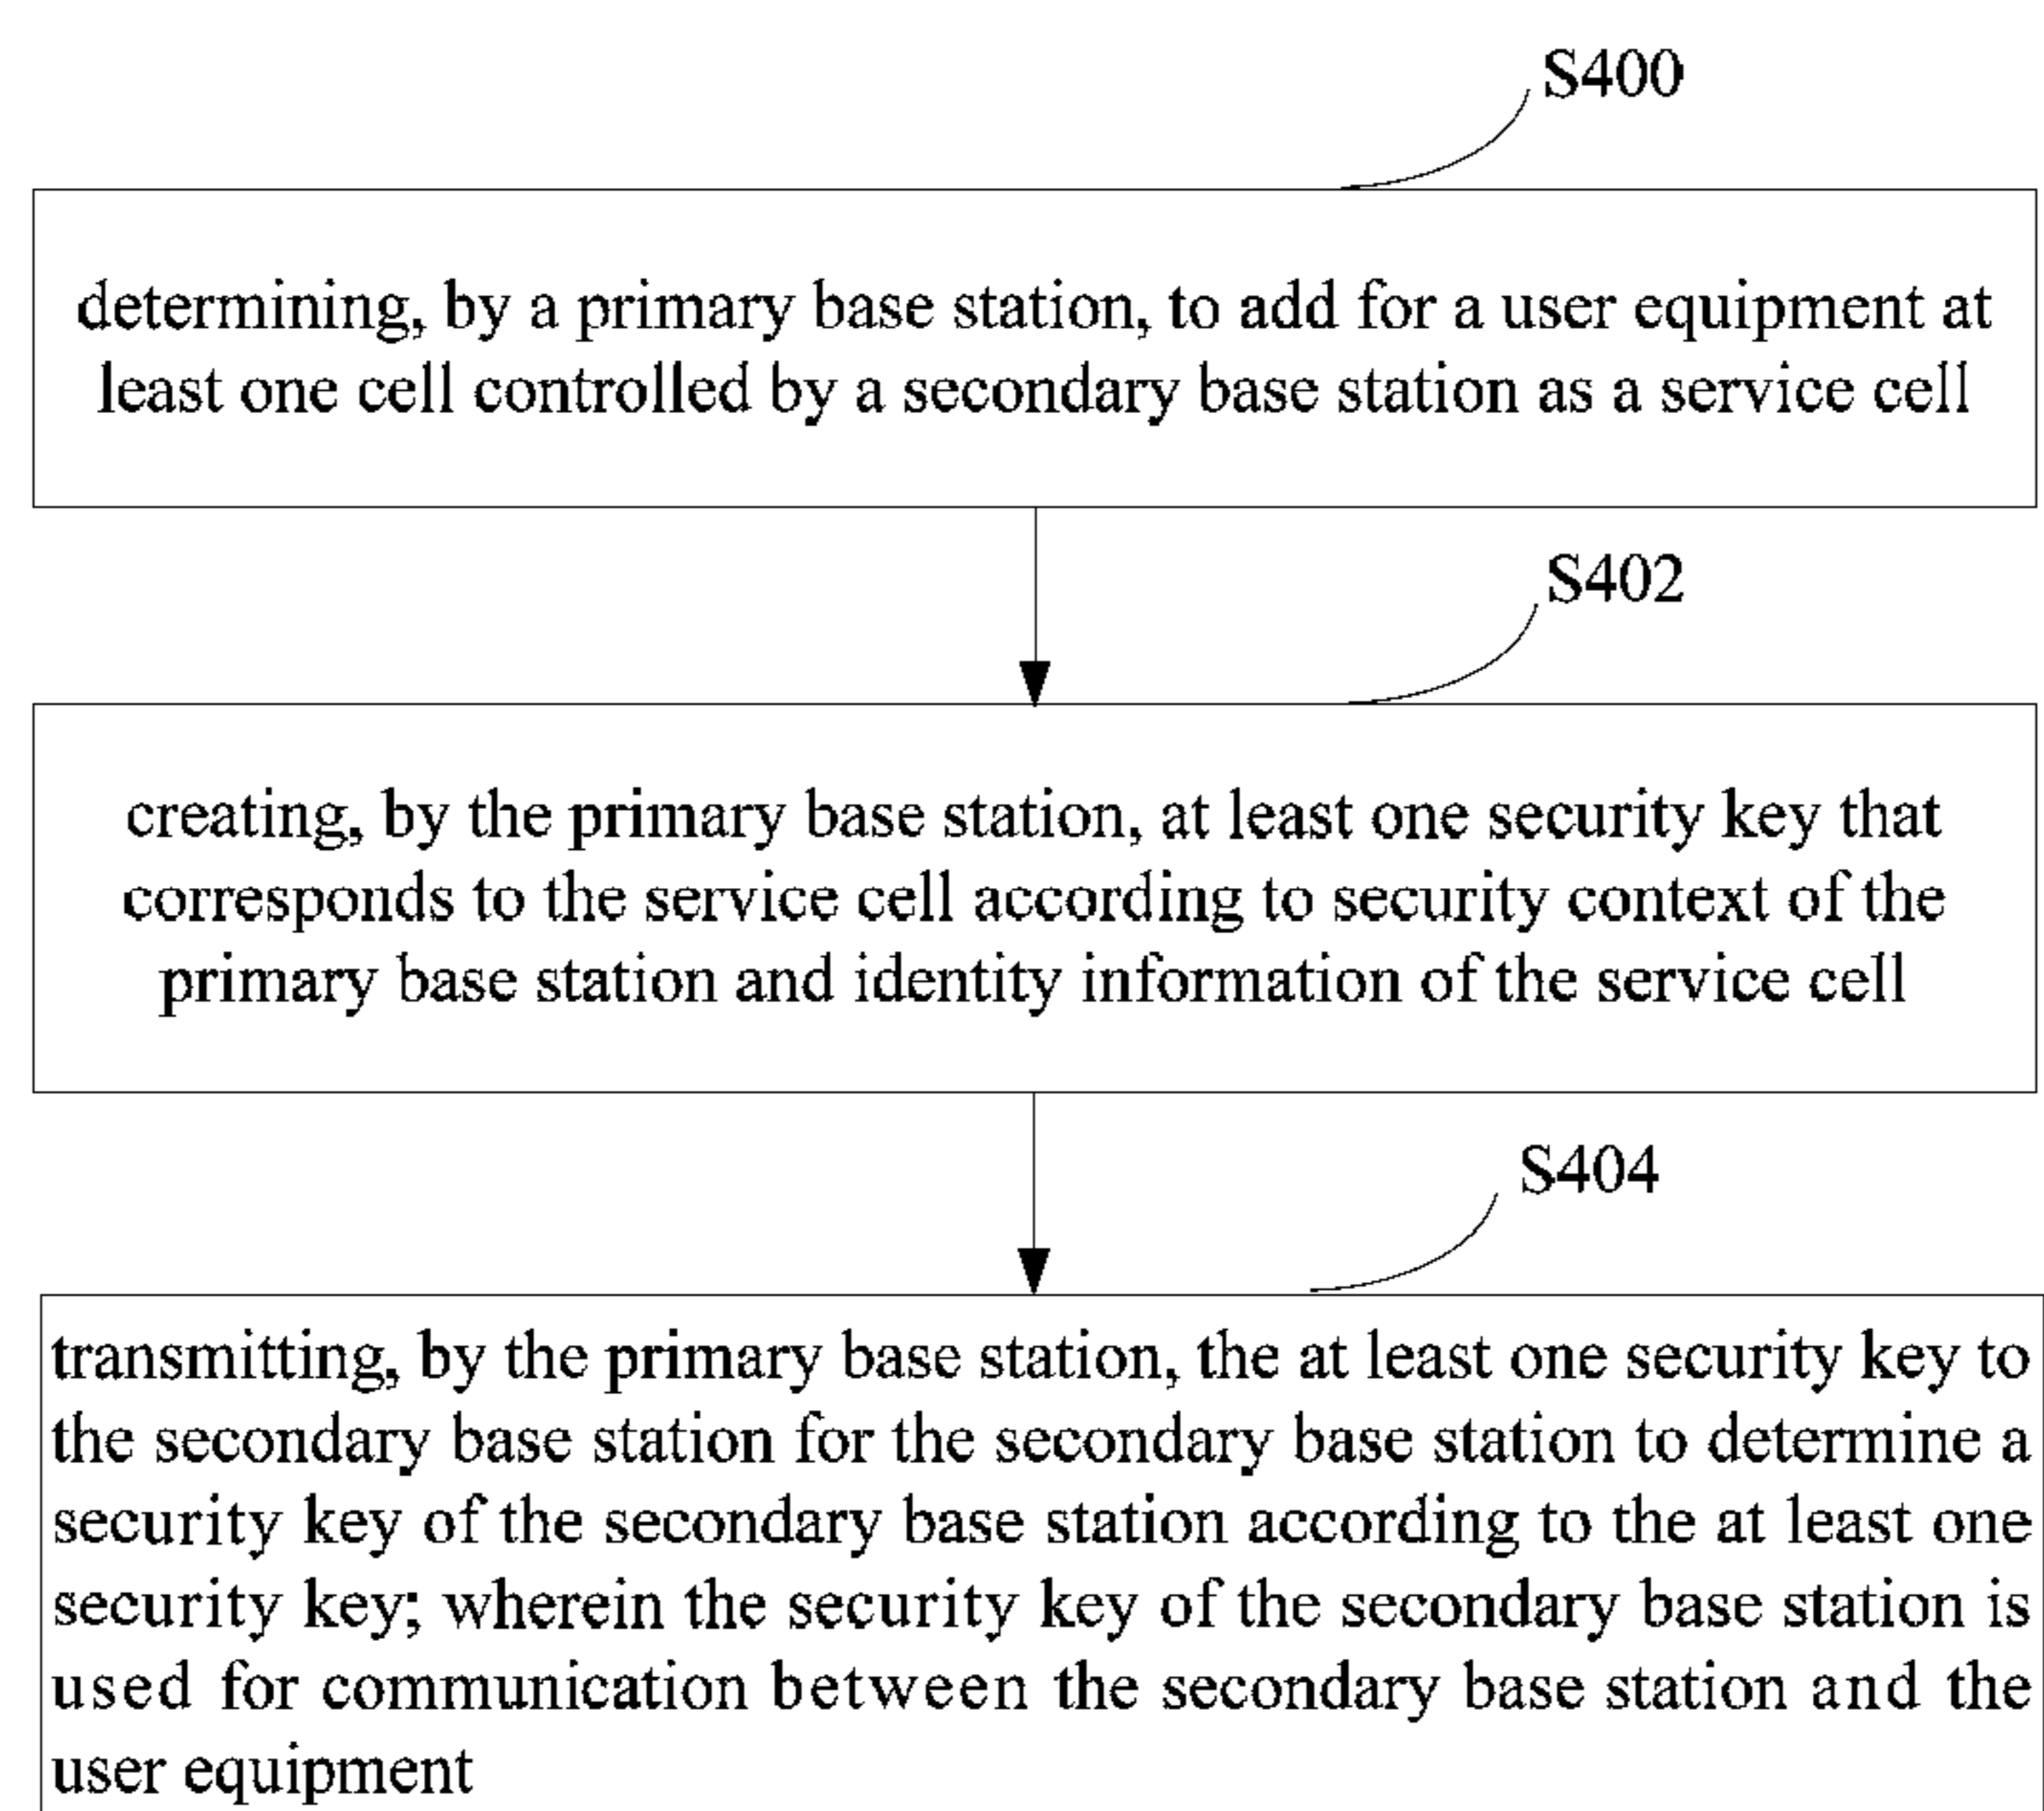 S400
determining, by a primary base station, to add for a user equipment at
least one cell controlled by a secondary base station as a service cell
S402
creating, by the primary base station, at least one security key that
corresponds to the service cell according to security context of the
primary base station and identity information of the service cell
S404
transmitting, by the primary base station, the at least one security key to
the secondary base station for the secondary base station to determine a
security key of the secondary base station according to the at least one
security key; wherein the security key of the secondary base station is
used for communication between the secondary base station and the
user equipment